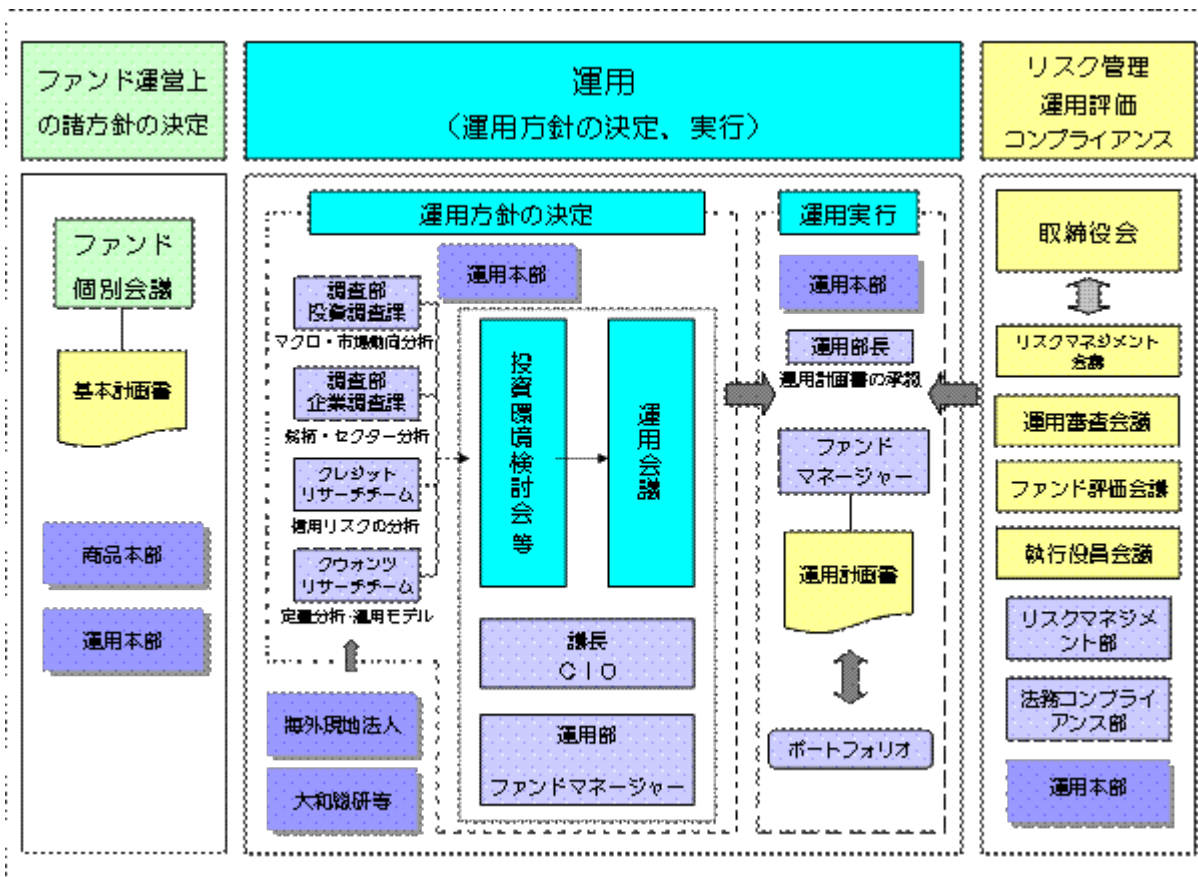 ファンド運営上
の諸方針の決定
運用
(運用方針の決定、実行)
リスク管理
運用評価
コンプライアンス
ファンド
個別会議
基本計画書
商品本部
運用本部
運用方針の決定
運用本部
調査部
投資調査課
マクロ・市場動向分析
調査部
企業調査課
銘柄・セクター分析
クレジット
リサーチチーム
信用リスクの分析
クウォンツ
リサーチチーム
定量分析・運用モデル
海外現地法人
大和総研等
投資環境検討会等
運用会議
議長
CIO
運用部
ファンドマネージャー
運用実行
運用本部
運用部長
運用計画書の承認
ファンド
マネージャー
運用計画書
ポートフォリオ
取締役会
リスクマネジメント
会議
運用審査会議
ファンド評価会議
執行役員会議
リスクマネジメ
ント部
法務コンプライ
アンス部
運用本部